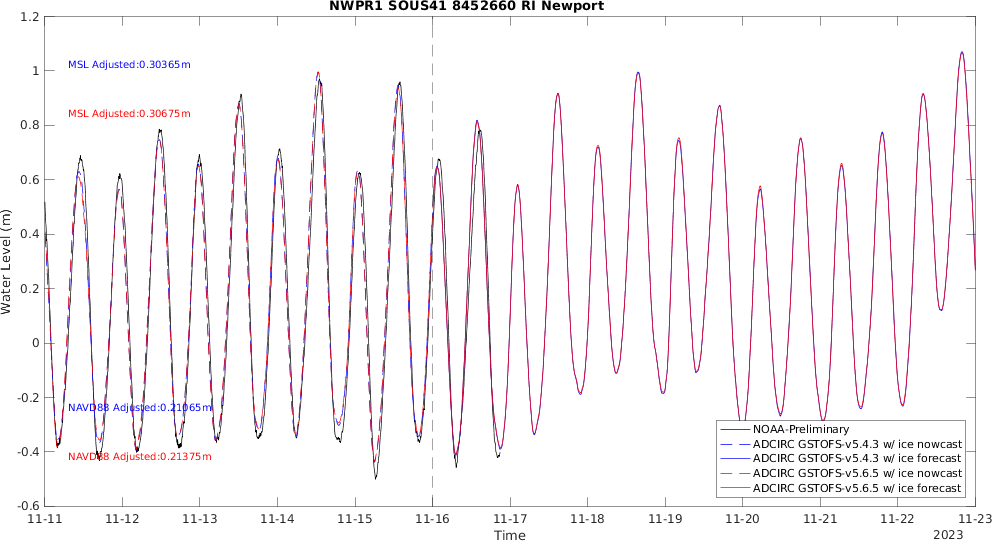 NWPR1 SOUS41 8452660 RI Newport
1.2
1
0.8
0.6
0.4
0.2
0
-0.2
-0.4
-0.6
Water Level (m)
MSL Adjusted:0.30365m
MSL Adjusted:0.30675m
NAVD88 Adjusted:0.21065m
NAVD88 Adjusted:0.21375m
NOAA-Preliminary
ADCIRC GSTOFS-v5.4.3 w/ ice nowcast
ADCIRC GSTOFS-v5.4.3 w/ ice forecast
ADCIRC GSTOFS-v5.6.5 w/ ice nowcast
ADCIRC GSTOFS-v5.6.5 w/ ice forecast
11-11 11-12 11-13 11-14 11-15 11-16 11-17 11-18 11-19 11-20 11-21 11-22 11-23
Time
2023